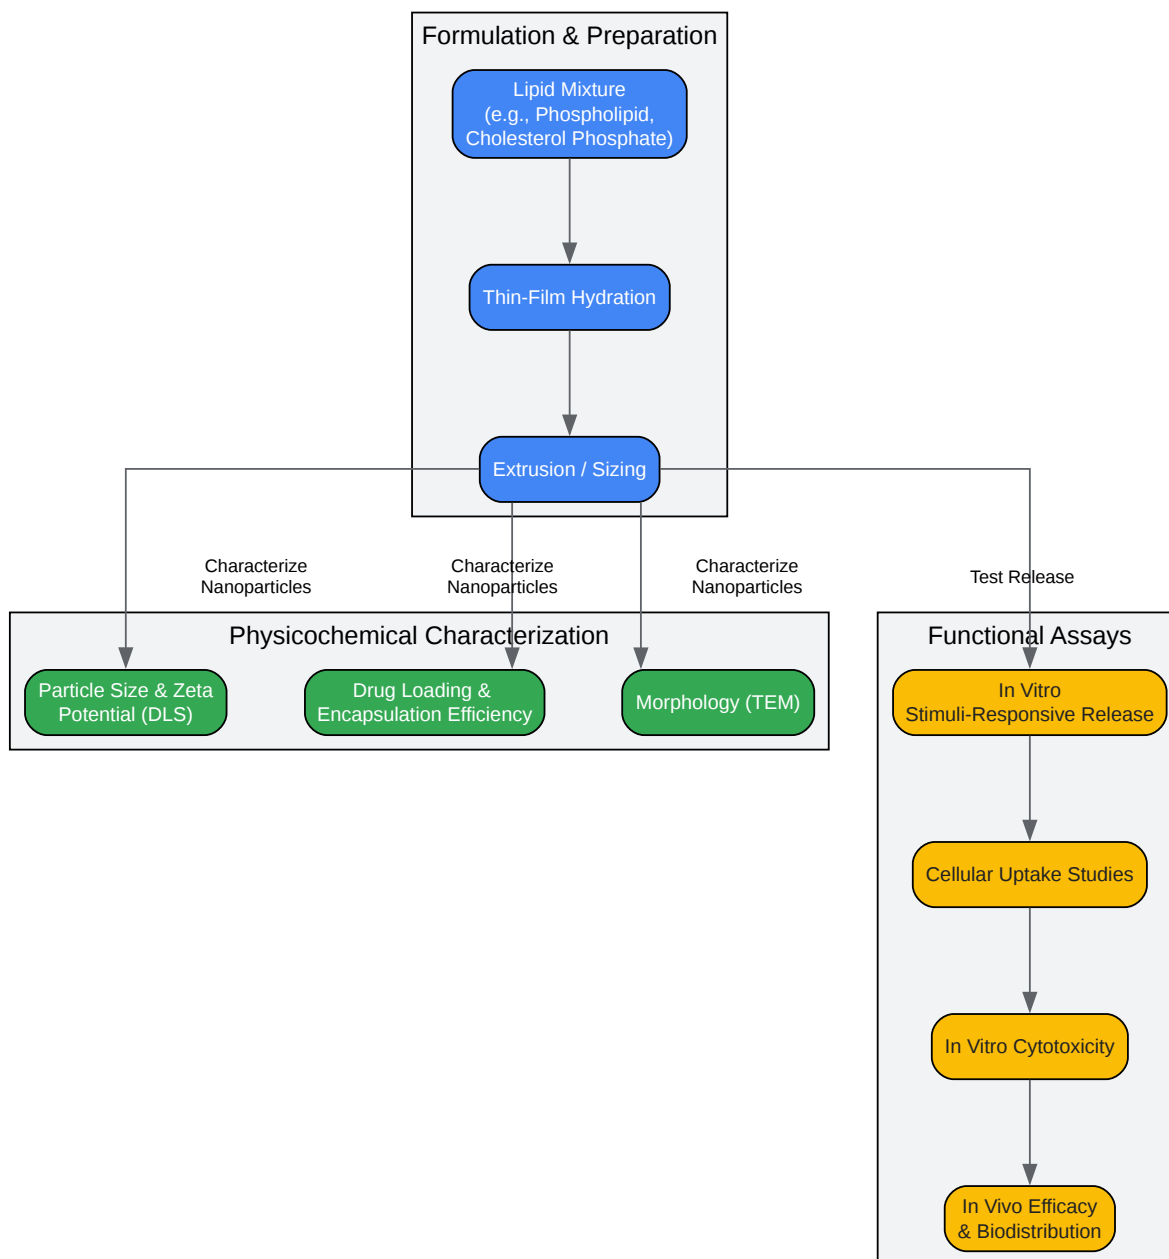 Formulation & Preparation
Lipid Mixture
(e.g., Phospholipid,
Cholesterol Phosphate)
Thin-Film Hydration
Extrusion / Sizing
Characterize
Nanoparticles
Characterize
Nanoparticles
Characterize
Nanoparticles
Test Release
Physicochemical Characterization
Particle Size & Zeta
Potential (DLS)
Drug Loading &
Encapsulation Efficiency
Morphology (TEM)
Functional Assays
In Vitro
Stimuli-Responsive Release
Cellular Uptake Studies
In Vitro Cytotoxicity
In Vivo Efficacy
& Biodistribution